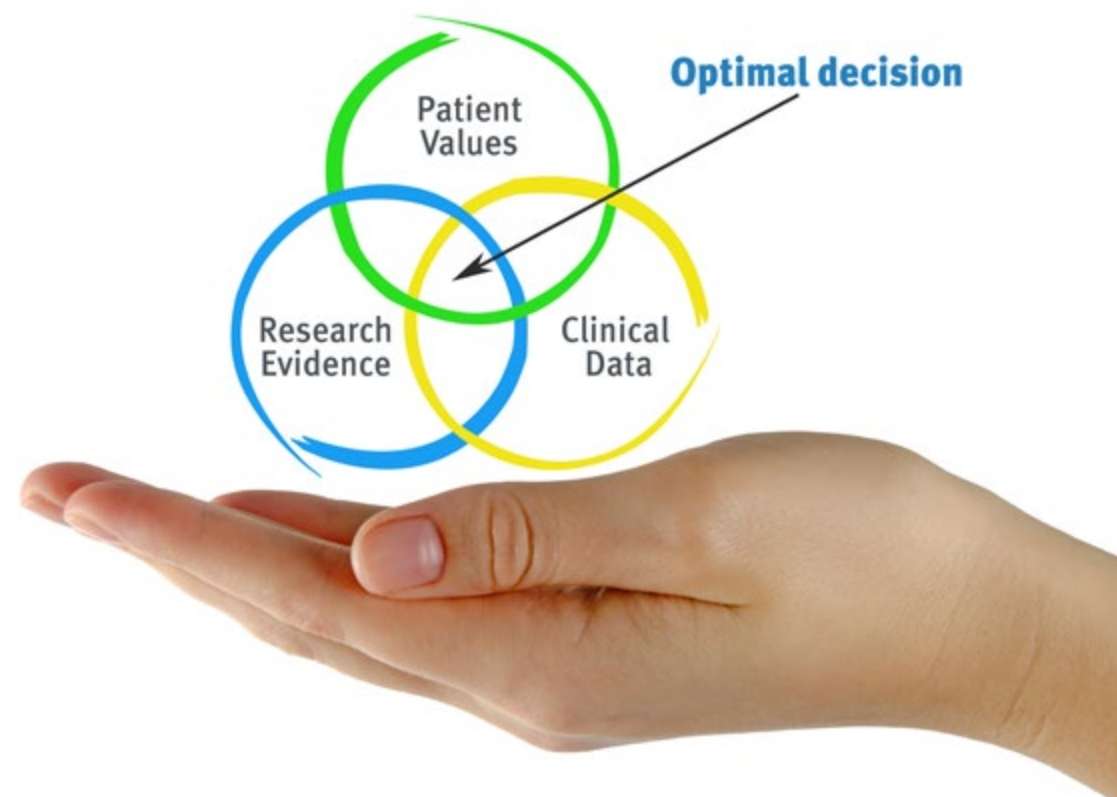 Optimal decision
Patient
Values
Research
Evidence
Clinical
Data